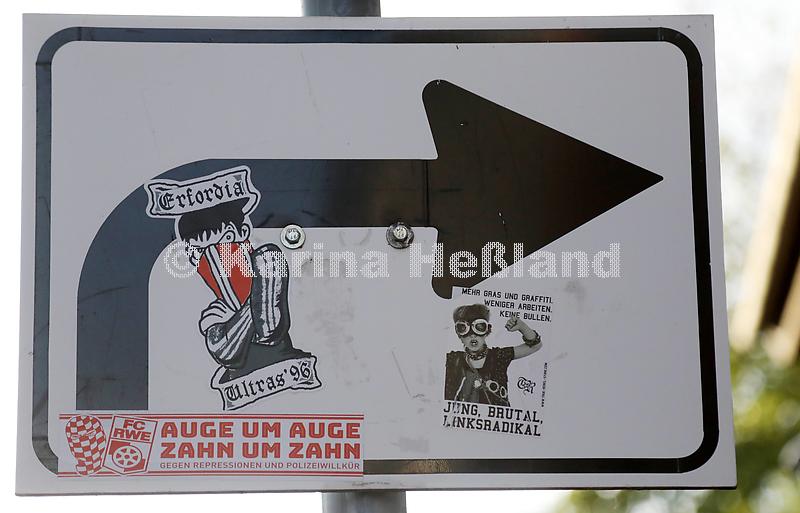 Erfordia
Ultras'96
© Karina Heßland
MEHR GRAS UND GRAFFITI.
WENIGER ARBEITEN.
KEINE BULLEN.
JUNG, BRUTAL,
LINKSRADIKAL
FC
RWE
AUGE UM AUGE
ZAHN UM ZAHN
GEGEN REPRESSIONEN UND POLIZEIWILLKÜR